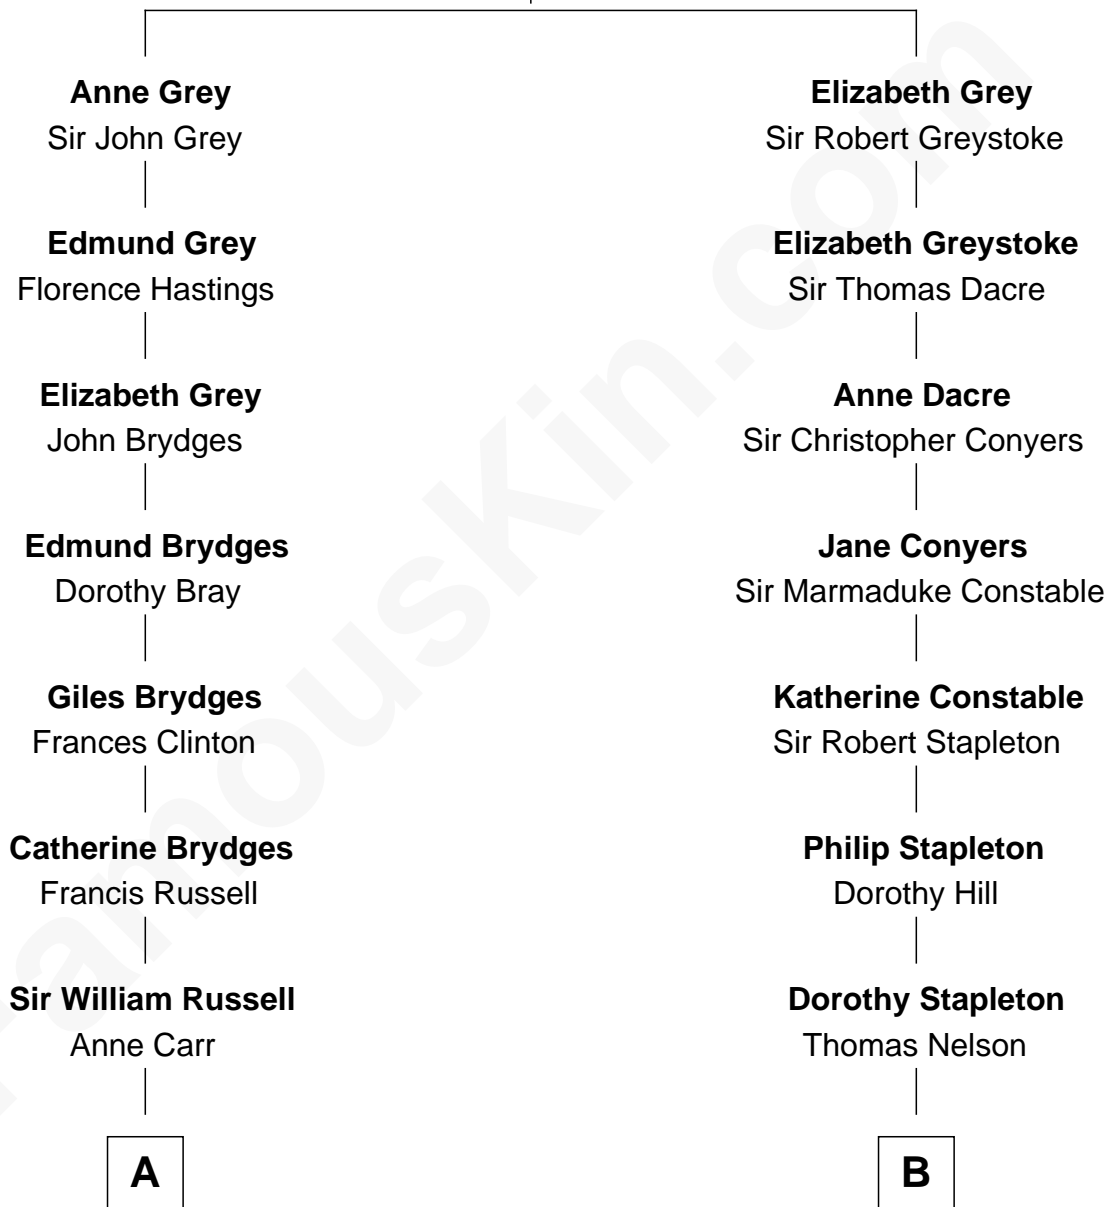 Anne Grey
Sir John Grey
Edmund Grey
Florence Hastings
Elizabeth Grey
John Brydges
Edmund Brydges
Dorothy Bray
Giles Brydges
Frances Clinton
Catherine Brydges
Francis Russell
Sir William Russell
Anne Carr
A
Elizabeth Grey
Sir Robert Greystoke
Elizabeth Greystoke
Sir Thomas Dacre
Anne Dacre
Sir Christopher Conyers
Jane Conyers
Sir Marmaduke Constable
Katherine Constable
Sir Robert Stapleton
Philip Stapleton
Dorothy Hill
Dorothy Stapleton
Thomas Nelson
B
FamousKin.com